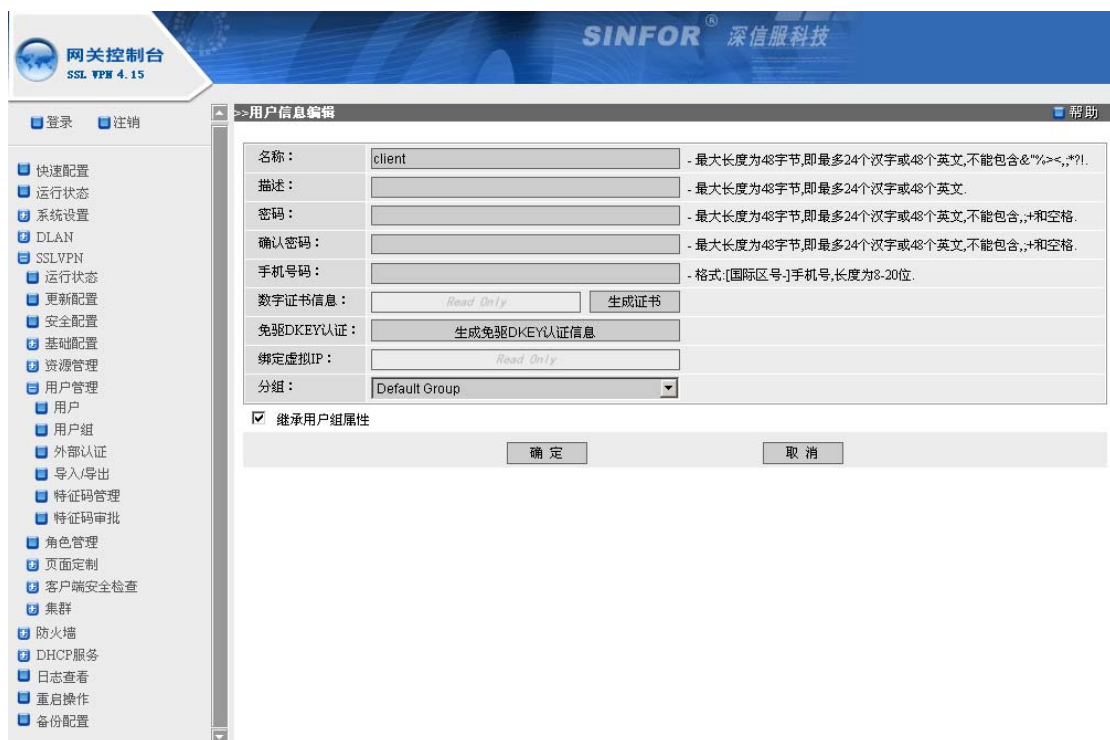 SINFOR® 深信服科技
网关控制台
SSL VPN 4.15
登录 注销
>>用户信息编辑 帮助
快速配置
运行状态
系统设置
DLAN
SSLVPN
运行状态
更新配置
安全配置
基础配置
资源管理
用户管理
用户
用户组
外部认证
导入/导出
特征码管理
特征码审批
角色管理
页面定制
客户端安全检查
集群
防火墙
DHCP服务
日志查看
重启操作
备份配置
名称： client - 最大长度为48字节,即最多24个汉字或48个英文,不能包含&"%><,;*?!.
描述： - 最大长度为48字节,即最多24个汉字或48个英文.
密码： - 最大长度为48字节,即最多24个汉字或48个英文,不能包含,;+和空格.
确认密码： - 最大长度为48字节,即最多24个汉字或48个英文,不能包含,;+和空格.
手机号码： - 格式:[国际区号-]手机号,长度为8-20位.
数字证书信息： Read Only 生成证书
免驱DKEY认证： 生成免驱DKEY认证信息
绑定虚拟IP： Read Only
分组： Default Group
继承用户组属性
确 定 取 消